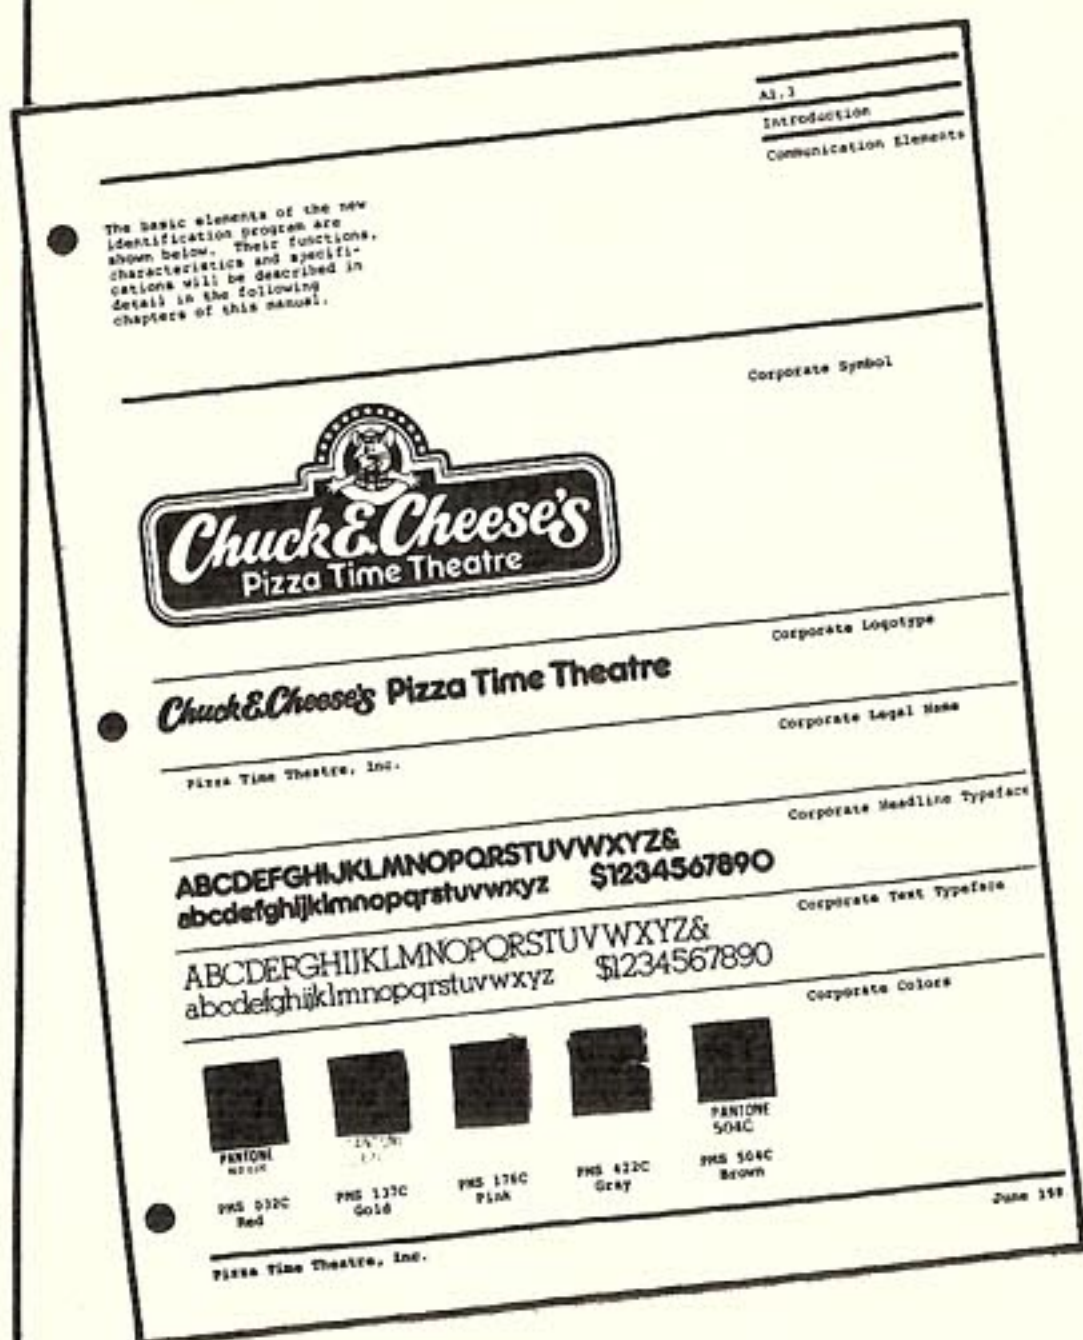 A1.3
Introduction
Communication Elements
The basic elements of the new
identification program are
shown below. Their functions,
characteristics and specifi-
cations will be described in
detail in the following
chapters of this manual.
Corporate Symbol
Chuck E. Cheese's
Pizza Time Theatre
Corporate Logotype
Chuck E. Cheese's Pizza Time Theatre
Corporate Legal Name
Pizza Time Theatre, Inc.
Corporate Headline Typeface
ABCDEFGHIJKLMNOPQRSTUVWXYZ&
abcdefghijklmnopqrstuvwxyz $1234567890
Corporate Text Typeface
ABCDEFGHIJKLMNOPQRSTUVWXYZ&
abcdefghijklmnopqrstuvwxyz $1234567890
Corporate Colors
PANTONE
PANTONE
504C
PMS 032C
Red
PMS 137C
Gold
PMS 176C
Pink
PMS 422C
Gray
PMS 504C
Brown
June 198
Pizza Time Theatre, Inc.